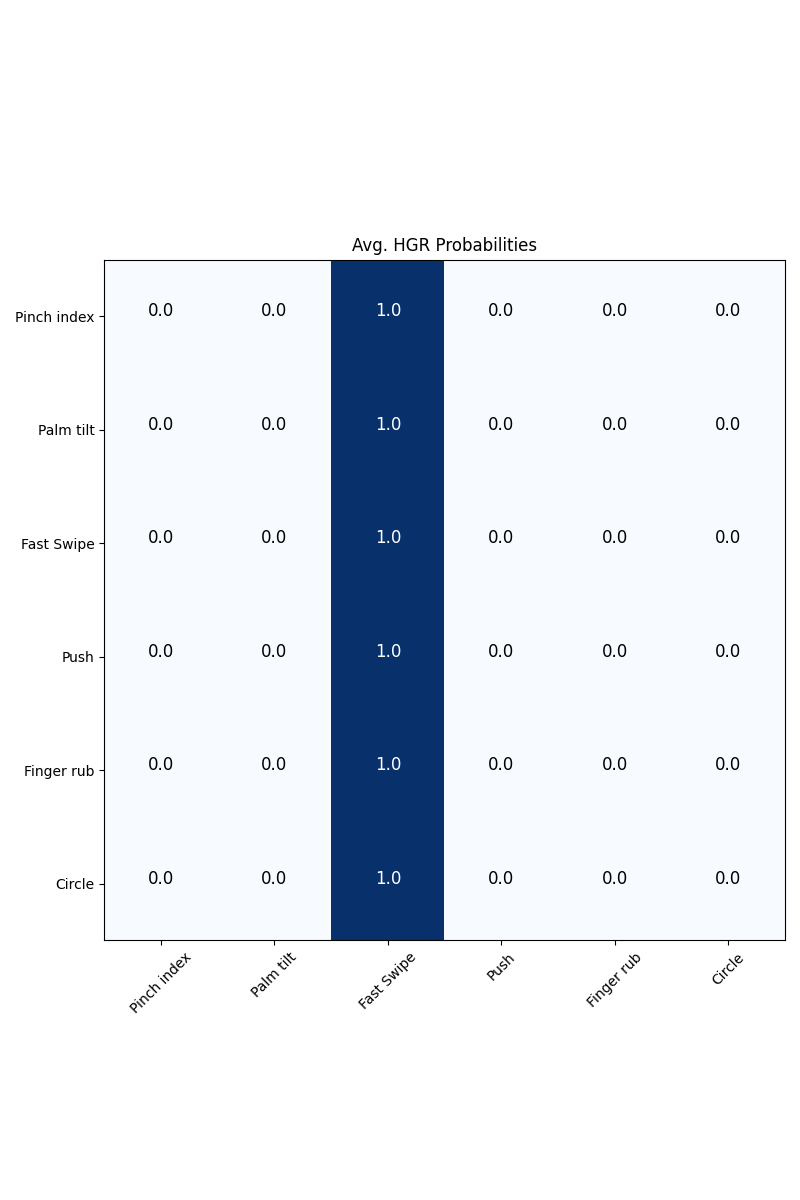 Avg. HGR Probabilities
Pinch index 0.0 0.0 1.0 0.0 0.0 0.0
Palm tilt 0.0 0.0 1.0 0.0 0.0 0.0
Fast Swipe 0.0 0.0 1.0 0.0 0.0 0.0
Push 0.0 0.0 1.0 0.0 0.0 0.0
Finger rub 0.0 0.0 1.0 0.0 0.0 0.0
Circle 0.0 0.0 1.0 0.0 0.0 0.0
Pinch index Palm tilt Fast Swipe Push Finger rub Circle